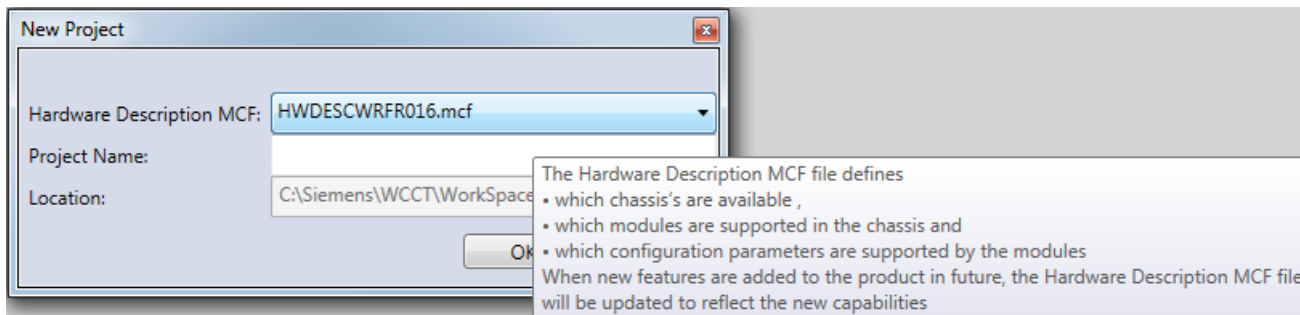 New Project
Hardware Description MCF: HWDESCWRFR016.mcf
Project Name:
Location: C:\Siemens\WCCT\WorkSpace
OK
The Hardware Description MCF file defines
• which chassis's are available ,
• which modules are supported in the chassis and
• which configuration parameters are supported by the modules
When new features are added to the product in future, the Hardware Description MCF file
will be updated to reflect the new capabilities